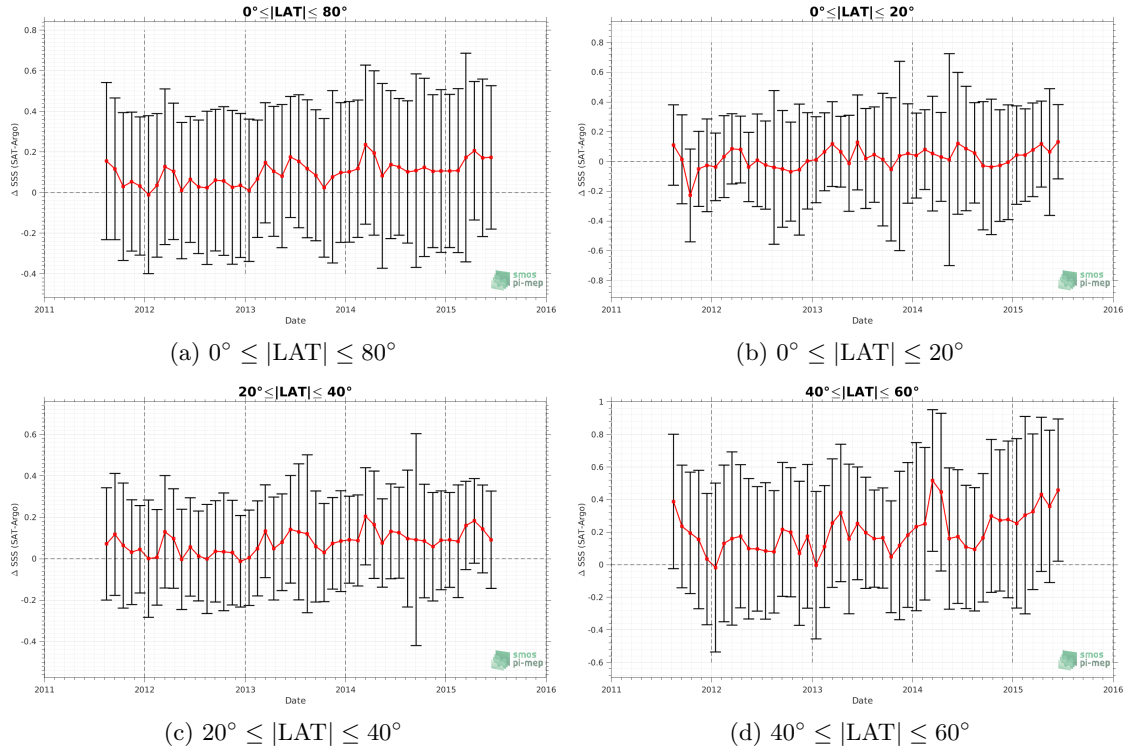 0°≤|LAT|≤ 80°
0.8
0.6
0.4
0.2
0
-0.2
-0.4
Δ SSS (SAT-Argo)
2011
2012
2013
2014
2015
2016
Date
smos
pi-mep
(a) 0° ≤ |LAT| ≤ 80°
0°≤|LAT|≤ 20°
0.8
0.6
0.4
0.2
0
-0.2
-0.4
-0.6
-0.8
Δ SSS (SAT-Argo)
2011
2012
2013
2014
2015
2016
Date
smos
pi-mep
(b) 0° ≤ |LAT| ≤ 20°
20°≤|LAT|≤ 40°
0.6
0.4
0.2
0
-0.2
-0.4
Δ SSS (SAT-Argo)
2011
2012
2013
2014
2015
2016
Date
smos
pi-mep
(c) 20° ≤ |LAT| ≤ 40°
40°≤|LAT|≤ 60°
1
0.8
0.6
0.4
0.2
0
-0.2
-0.4
-0.6
Δ SSS (SAT-Argo)
2011
2012
2013
2014
2015
2016
Date
smos
pi-mep
(d) 40° ≤ |LAT| ≤ 60°